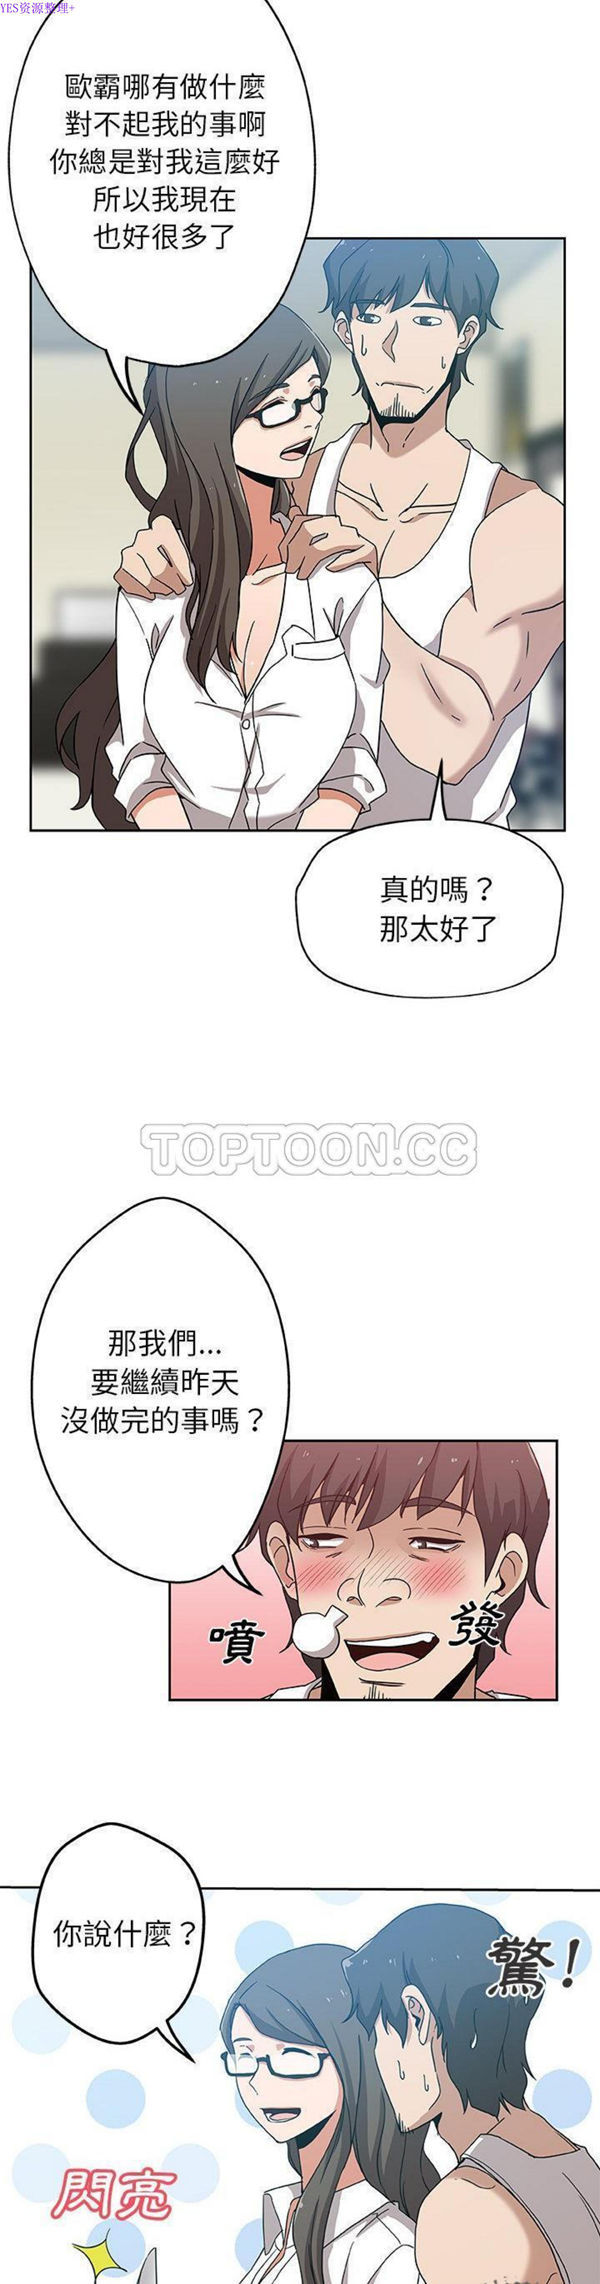 YES资源整理+
歐霸哪有做什麼
對不起我的事啊
你總是對我這麼好
所以我現在
也好很多了
真的嗎？
那太好了
TOPTOON.CC
那我們...
要繼續昨天
沒做完的事嗎？
噴發
你說什麼？
驚！
閃亮